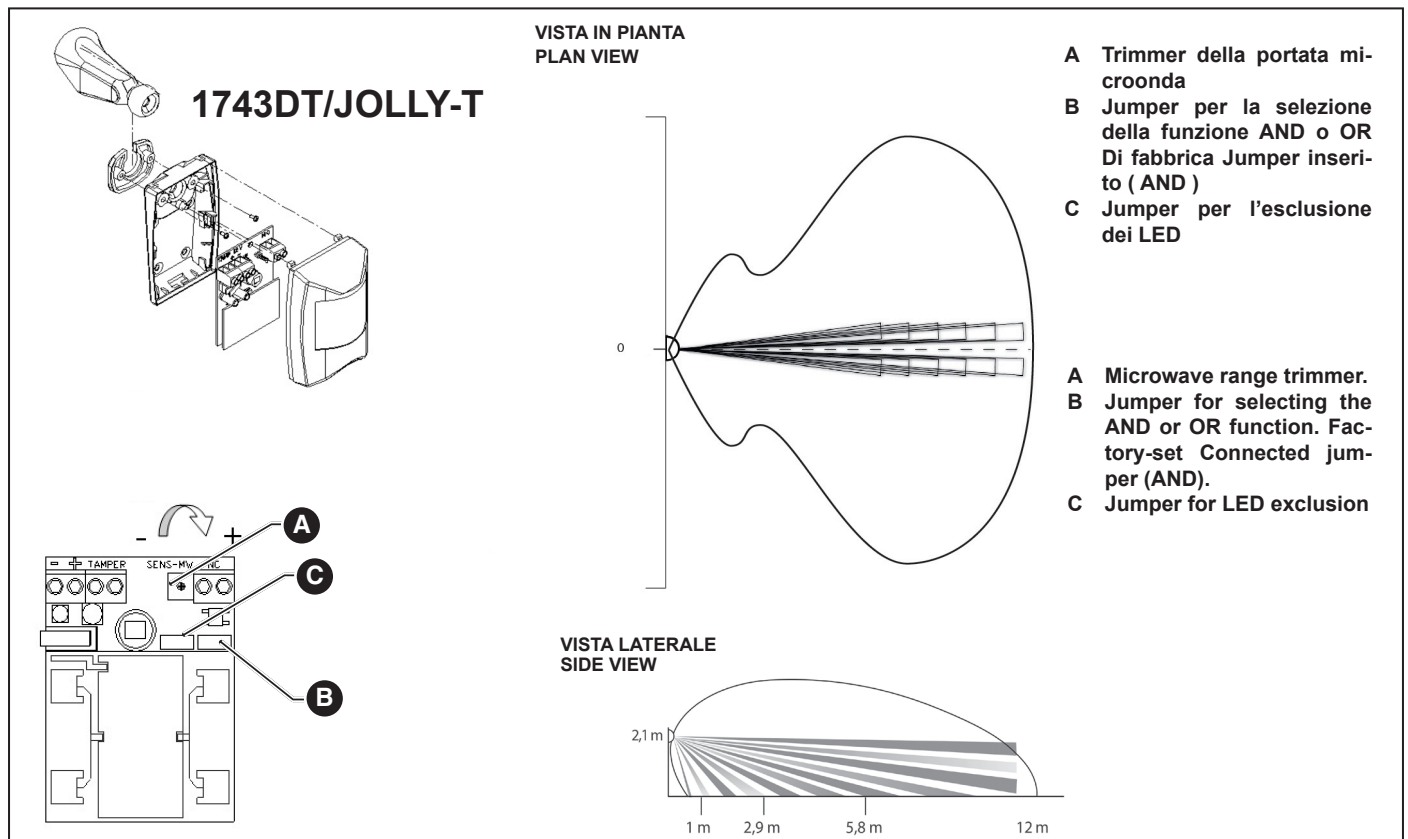 1743DT/JOLLY-T
VISTA IN PIANTA
PLAN VIEW
0
A Trimmer della portata mi-
croonda
B Jumper per la selezione
della funzione AND o OR
Di fabbrica Jumper inseri-
to ( AND )
C Jumper per l’esclusione
dei LED
A Microwave range trimmer.
B Jumper for selecting the
AND or OR function. Fac-
tory-set Connected jum-
per (AND).
C Jumper for LED exclusion
- +
A
- + TAMPER SENS-MW NC
C
B
VISTA LATERALE
SIDE VIEW
2,1 m
1 m 2,9 m 5,8 m 12 m